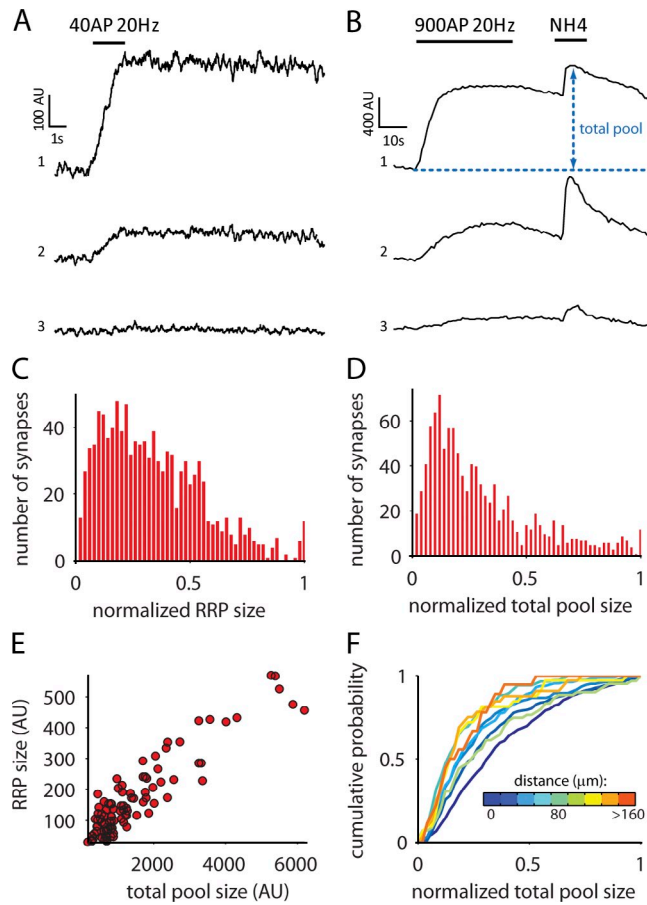 A
40AP 20Hz
100 AU
1s
1
2
3
B
900AP 20Hz
NH4
400 AU
10s
total pool
1
2
3
C
number of synapses
40
20
0
0
0.5
1
normalized RRP size
D
number of synapses
60
40
20
0
0
0.5
1
normalized total pool size
E
RRP size (AU)
500
400
300
200
100
2000
4000
6000
total pool size (AU)
F
cumulative probability
1
0.5
0
distance (µm):
0
80
>160
0
0.5
1
normalized total pool size